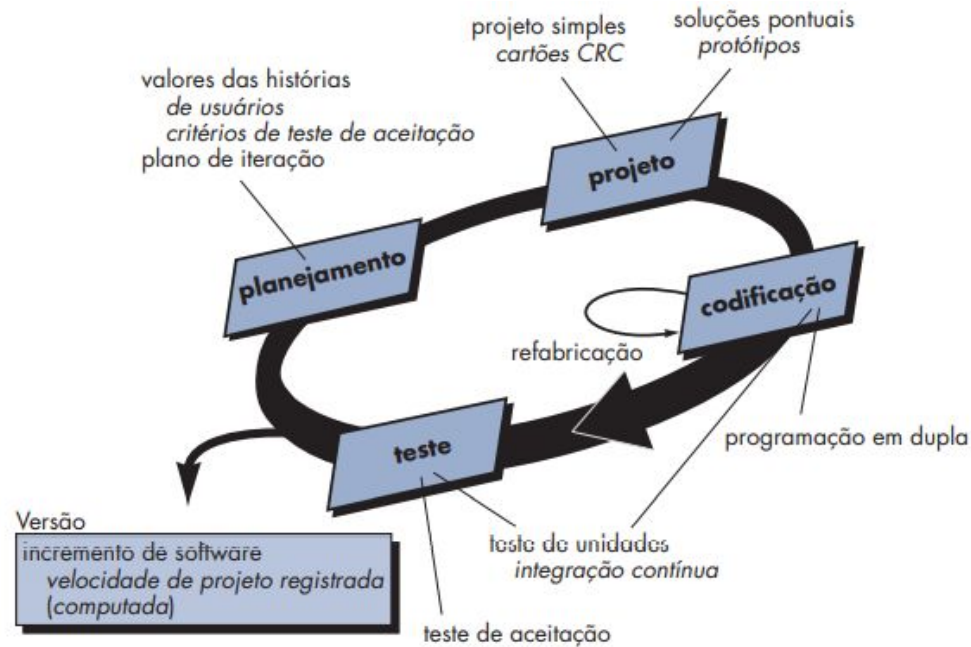 projeto simples
cartões CRC
soluções pontuais
protótipos
valores das histórias
de usuários
critérios de teste de aceitação
plano de iteração
projeto
planejamento
codificação
refabricação
programação em dupla
teste
Versão
incremento de software
velocidade de projeto registrada
(computada)
teste de unidades
integração contínua
teste de aceitação